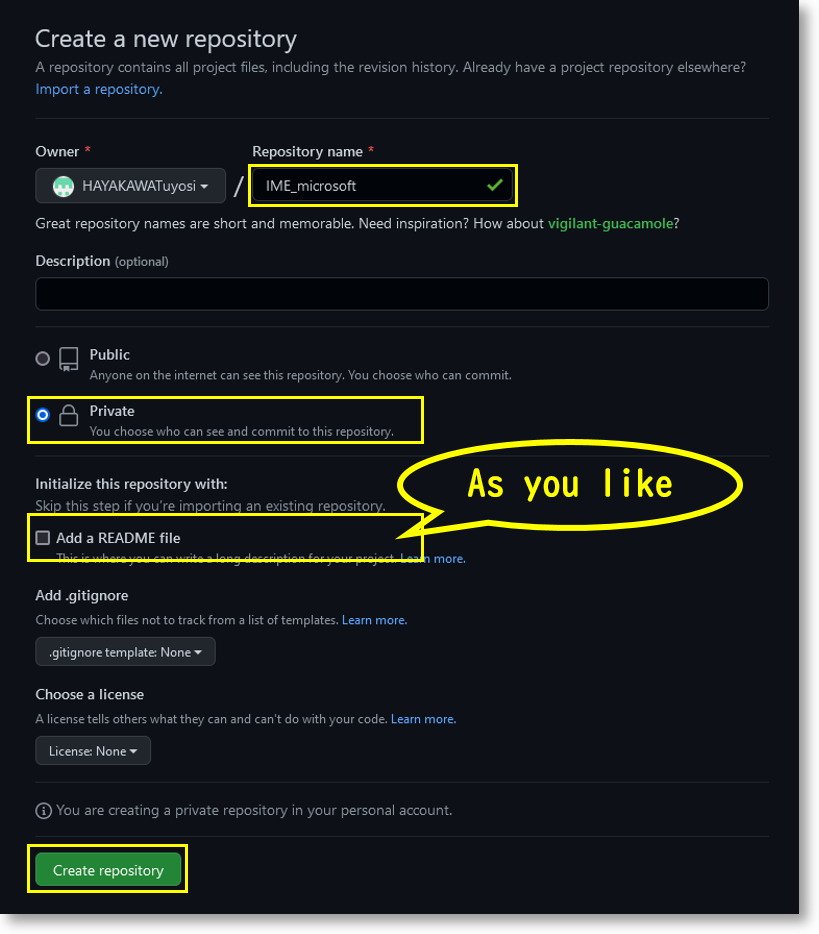 Create a new repository
A repository contains all project files, including the revision history. Already have a project repository elsewhere?
Import a repository.
Owner *
Repository name *
HAYAKAWATuyosi
/
IME_microsoft
Great repository names are short and memorable. Need inspiration? How about vigilant-guacamole?
Description (optional)
Public
Anyone on the internet can see this repository. You choose who can commit.
Private
You choose who can see and commit to this repository.
As you like
Initialize this repository with:
Skip this step if you're importing an existing repository.
Add a README file
This is where you can write a long description for your project. Learn more.
Add .gitignore
Choose which files not to track from a list of templates. Learn more.
.gitignore template: None
Choose a license
A license tells others what they can and can't do with your code. Learn more.
License: None
You are creating a private repository in your personal account.
Create repository